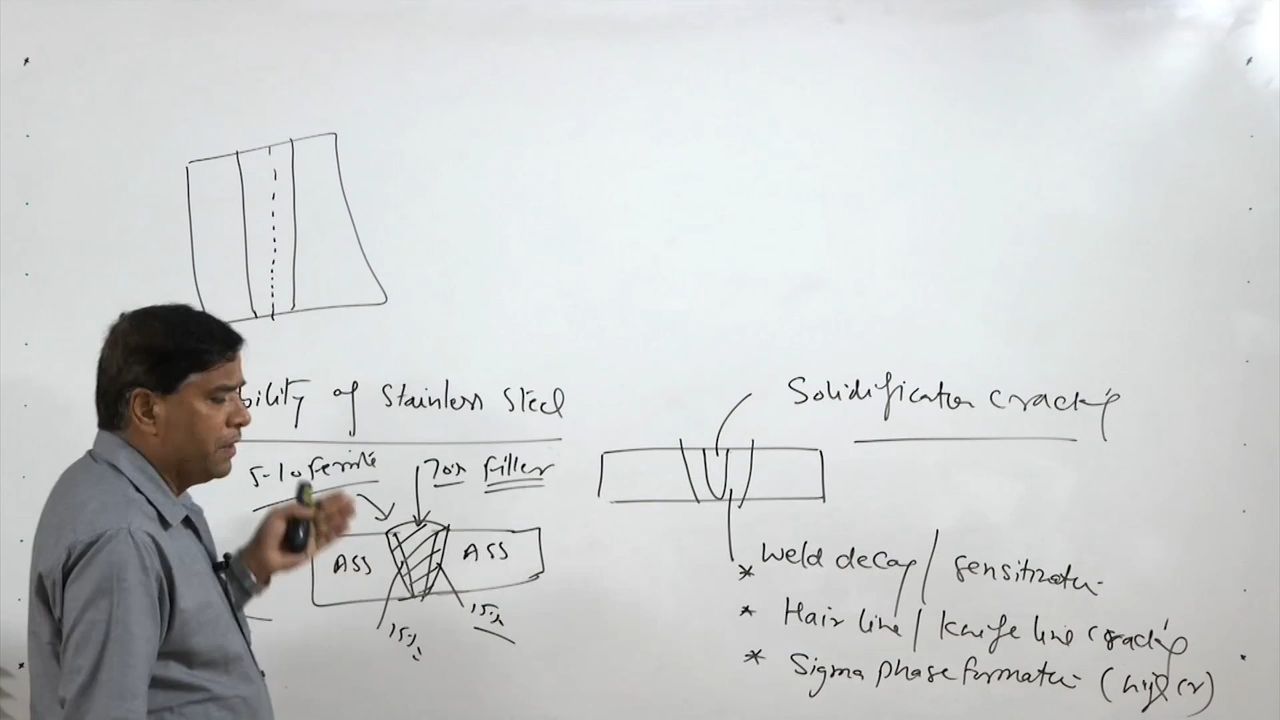 bility of Stainless Steel
5-10 Ferrite
70% Filler
ASS
ASS
15%
15%
Solidification cracking
* Weld decay / Sensitization
* Hair line / Knife line cracking
* Sigma phase formation (high Cr)